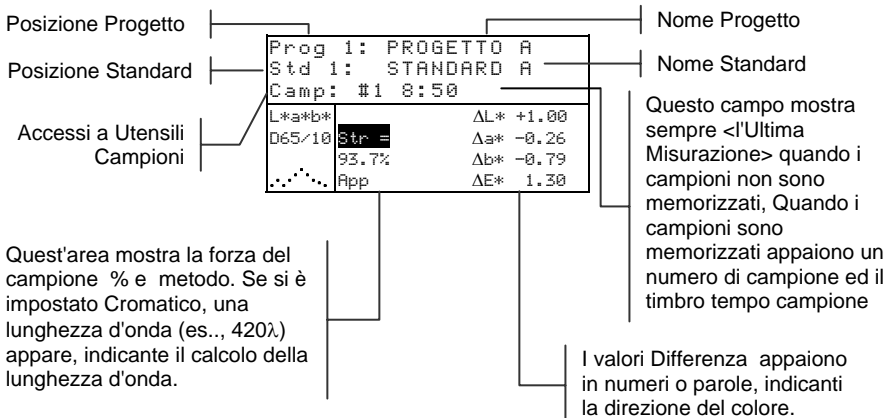 Posizione Progetto
Posizione Standard
Accessi a Utensili
Campioni
Prog 1: PROGETTO A
Std 1: STANDARD A
Camp: #1 8:50
L*a*b*
D65/10
Str =
93.7%
App
ΔL* +1.00
Δa* -0.26
Δb* -0.79
ΔE* 1.30
Nome Progetto
Nome Standard
Questo campo mostra
sempre <l'Ultima
Misurazione> quando i
campioni non sono
memorizzati, Quando i
campioni sono
memorizzati appaiono un
numero di campione ed il
timbro tempo campione
Quest'area mostra la forza del
campione % e metodo. Se si è
impostato Cromatico, una
lunghezza d'onda (es.., 420λ)
appare, indicante il calcolo della
lunghezza d'onda.
I valori Differenza appaiono
in numeri o parole, indicanti
la direzione del colore.